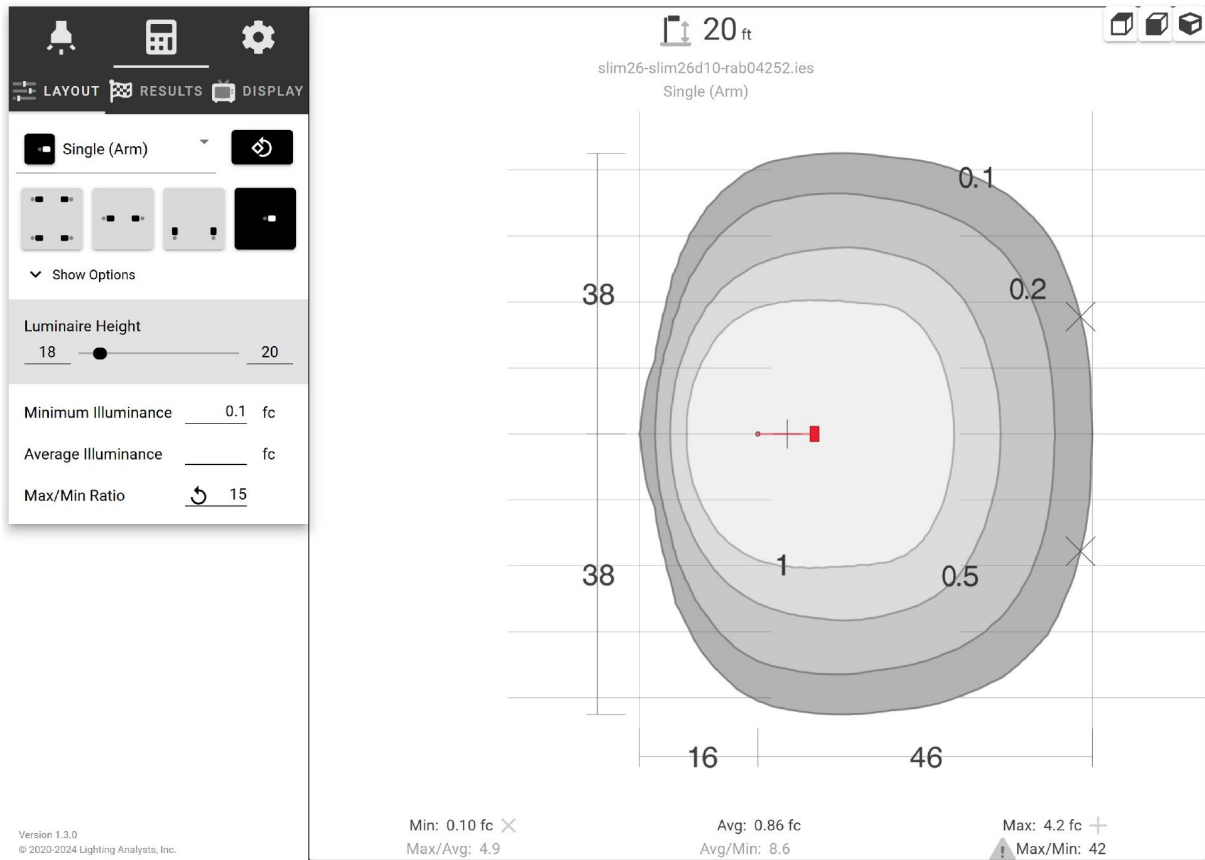 LAYOUT
RESULTS
DISPLAY
Single (Arm)
Show Options
Luminaire Height
18
20
Minimum Illuminance 0.1 fc
Average Illuminance fc
Max/Min Ratio 15
Version 1.3.0
© 2020-2024 Lighting Analysts, Inc.
20 ft
slim26-slim26d10-rab04252.ies
Single (Arm)
0.1
0.2
38
1
0.5
38
16
46
Min: 0.10 fc
Avg: 0.86 fc
Max: 4.2 fc
Max/Avg: 4.9
Avg/Min: 8.6
! Max/Min: 42